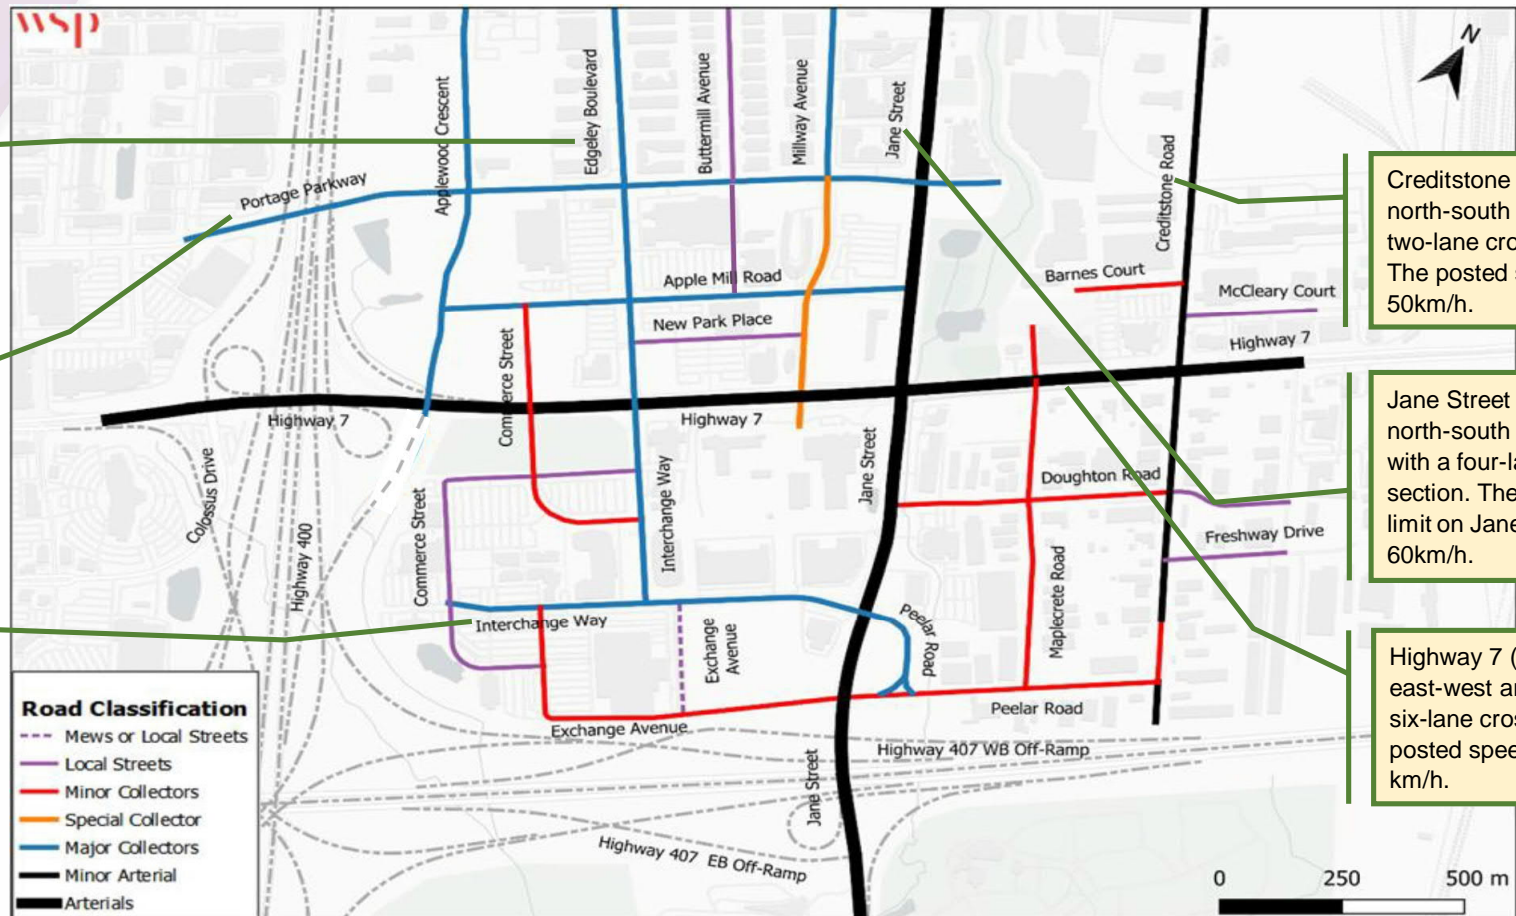 wsp
N
Applewood Crescent
Edgeley Boulevard
Buttermill Avenue
Millway Avenue
Jane Street
Creditstone Road
Portage Parkway
Apple Mill Road
Barnes Court
McCleary Court
New Park Place
Highway 7
Commerce Street
Highway 7
Highway 7
Colossus Drive
Highway 400
Commerce Street
Interchange Way
Jane Street
Doughton Road
Freshway Drive
Maplecrete Road
Interchange Way
Exchange
Avenue
Peelar Road
Peelar Road
Exchange Avenue
Highway 407 WB Off-Ramp
Jane Street
Highway 407 EB Off-Ramp
Road Classification
Mews or Local Streets
Local Streets
Minor Collectors
Special Collector
Major Collectors
Minor Arterial
Arterials
0 250 500 m
Creditstone
north-south
two-lane cro
The posted s
50km/h.
Jane Street
north-south
with a four-la
section. The
limit on Jane
60km/h.
Highway 7 (
east-west ar
six-lane cros
posted spee
km/h.